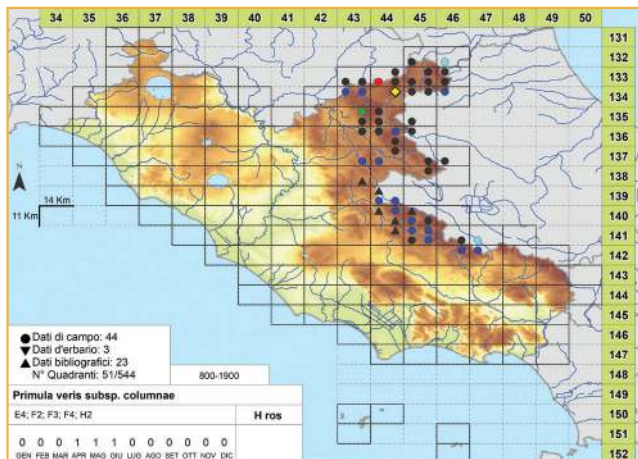 34 35 36 37 38 39 40 41 42 43 44 45 46 47 48 49 50
131
132
133
134
135
136
137
138
139
140
141
142
143
144
145
146
147
148
149
150
151
152
N
14 Km
11 Km
Dati di campo: 44
Dati d'erbario: 3
Dati bibliografici: 23
N° Quadranti: 51/544
800-1900
Primula veris subsp. columnae
E4; F2; F3; F4; H2
H ros
0 0 0 1 1 1 0 0 0 0 0 0
GEN FEB MAR APR MAG GIU LUG AGO SET OTT NOV DIC